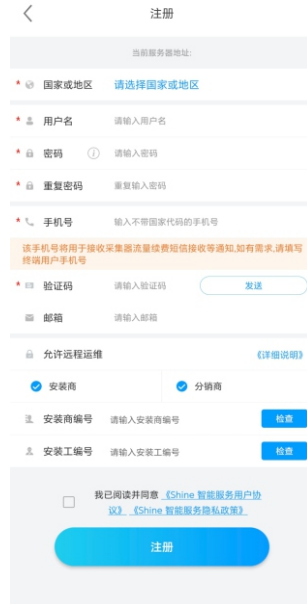 注册
当前服务器地址:
* 国家或地区 请选择国家或地区
* 用户名 请输入用户名
* 密码 请输入密码
* 重复密码 重复输入密码
* 手机号 输入不带国家代码的手机号
该手机号将用于接收采集器流量续费短信接收等通知,如有需求,请填写
终端用户手机号
* 验证码 请输入验证码 发送
邮箱 请输入邮箱
允许远程运维 《详细说明》
安装商 分销商
安装商编号 请输入安装商编号 检查
安装工编号 请输入安装工编号 检查
我已阅读并同意 《Shine 智能服务用户协
议》 《Shine 智能服务隐私政策》
注册